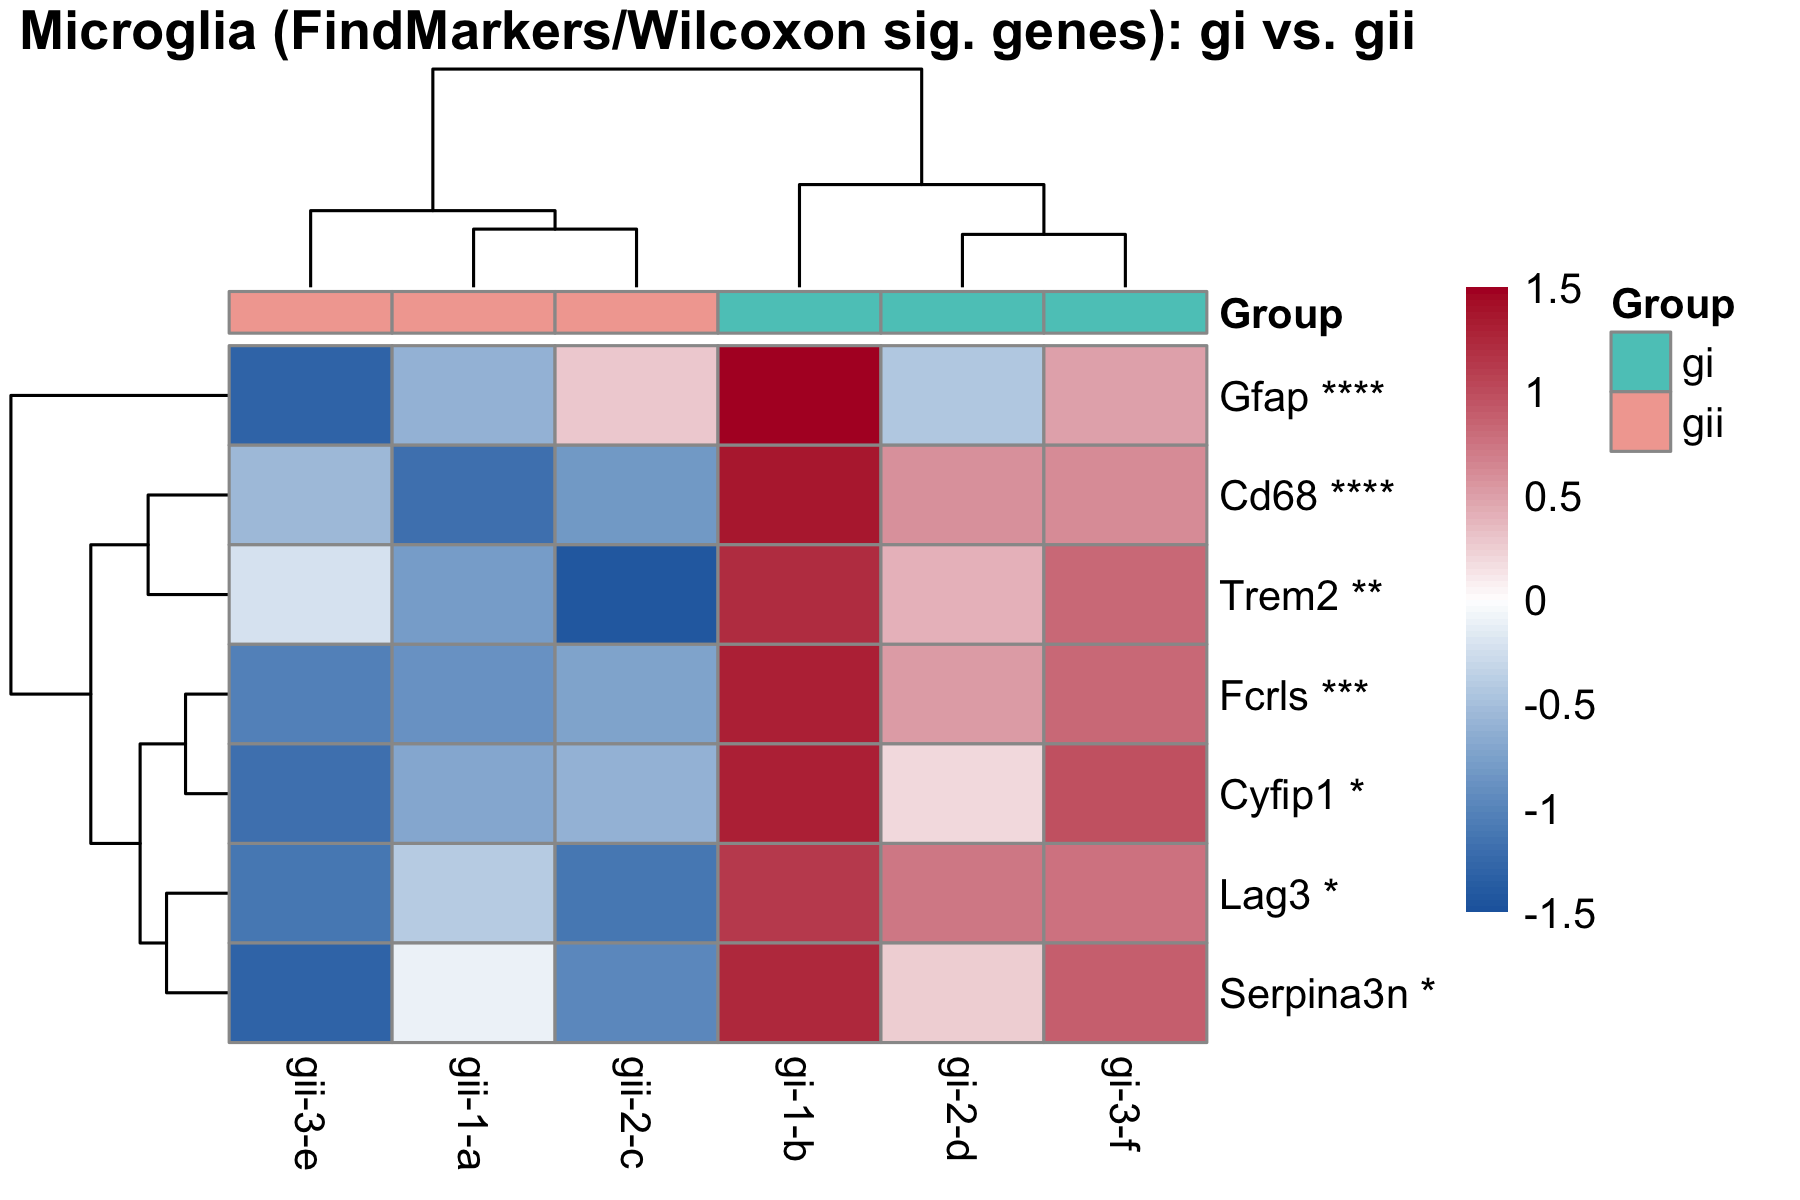 Microglia (FindMarkers/Wilcoxon sig. genes): gi vs. gii
Group
Gfap ****
Cd68 ****
Trem2 **
Fcrls ***
Cyfip1 *
Lag3 *
Serpina3n *
gii-3-e
gii-1-a
gii-2-c
gi-1-b
gi-2-d
gi-3-f
1.5
1
0.5
0
-0.5
-1
-1.5
Group
gi
gii